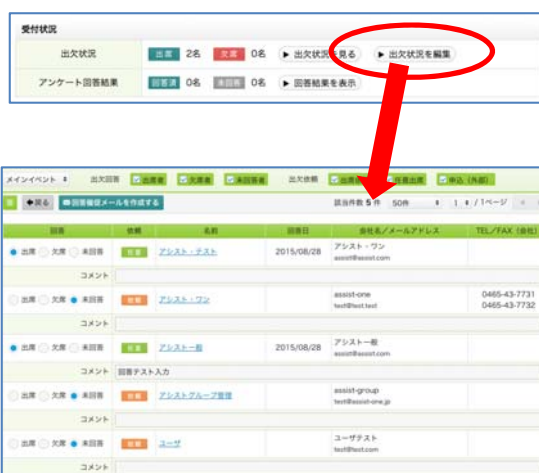 受付状況
出欠状況 出席 2名 欠席 0名 ▶ 出欠状況を見る ▶ 出欠状況を編集
アンケート回答結果 回答済 0名 未回答 0名 ▶ 回答結果を表示
メインイベント 出欠回答 出席者 欠席者 未回答者 出欠依頼 任意出席 申込（外部）
戻る 回答催促メールを作成する 該当件数 5 件 50件 1 / 1ページ
回答 依頼 名前 回答日 会社名／メールアドレス TEL／FAX（会社）
出席 欠席 未回答 任意 アシスト・テスト 2015/08/28 アシスト・ワン
assist@assist.com
コメント
出席 欠席 未回答 依頼 アシスト・ワン assist-one 0465-43-7731
test@test.test 0465-43-7732
コメント
出席 欠席 未回答 任意 アシスト一般 2015/08/28 アシスト一般
assist@assist.com
コメント 回答テスト入力
出席 欠席 未回答 依頼 アシストグループ管理 assist-group
test@assist-one.jp
コメント
出席 欠席 未回答 依頼 ユーザ ユーザテスト
test@test.com
コメント